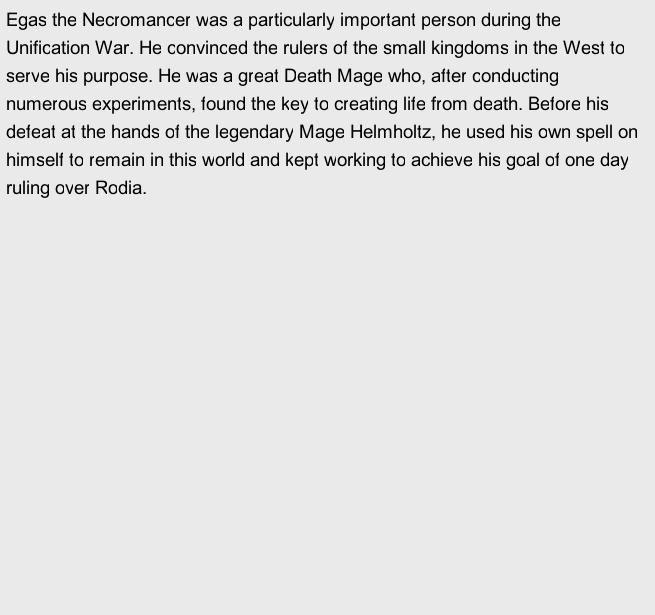 Egas the Necromancer was a particularly important person during the
Unification War. He convinced the rulers of the small kingdoms in the West to
serve his purpose. He was a great Death Mage who, after conducting
numerous experiments, found the key to creating life from death. Before his
defeat at the hands of the legendary Mage Helmholtz, he used his own spell on
himself to remain in this world and kept working to achieve his goal of one day
ruling over Rodia.